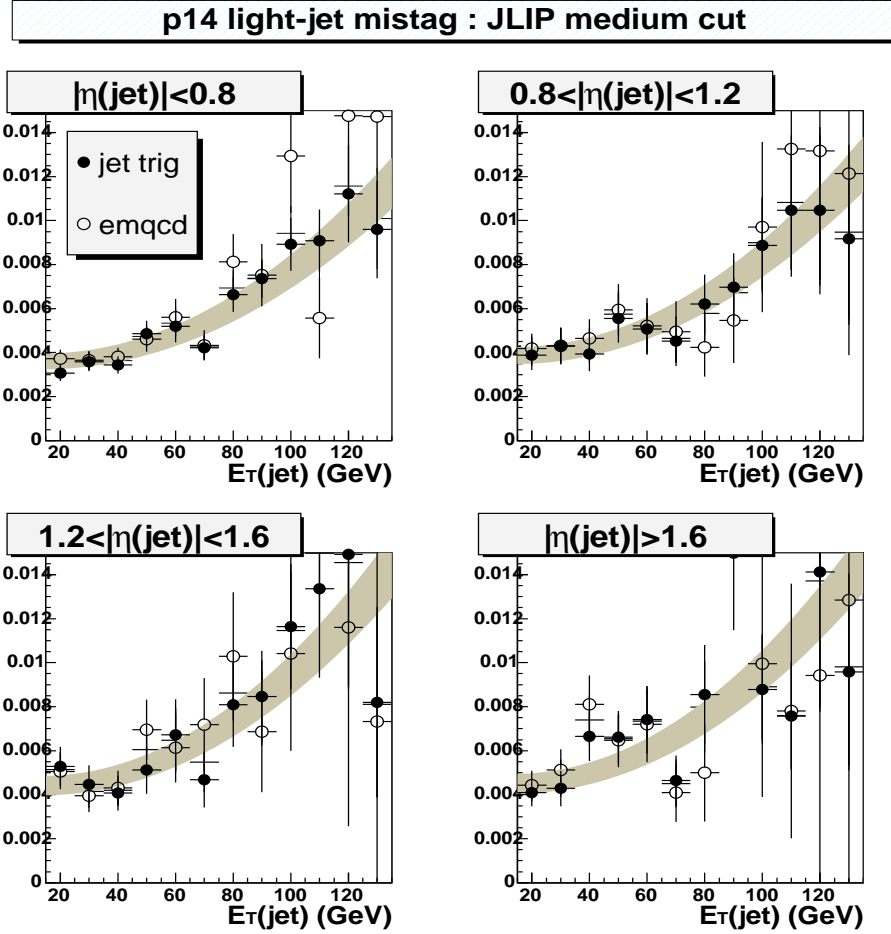 p14 light-jet mistag : JLIP medium cut
|η(jet)|<0.8
0.014
0.012
0.01
0.008
0.006
0.004
0.002
0
jet trig
emqcd
20 40 60 80 100 120
ET(jet) (GeV)
0.8<|η(jet)|<1.2
0.014
0.012
0.01
0.008
0.006
0.004
0.002
0
20 40 60 80 100 120
ET(jet) (GeV)
1.2<|η(jet)|<1.6
0.014
0.012
0.01
0.008
0.006
0.004
0.002
0
20 40 60 80 100 120
ET(jet) (GeV)
|η(jet)|>1.6
0.014
0.012
0.01
0.008
0.006
0.004
0.002
0
20 40 60 80 100 120
ET(jet) (GeV)